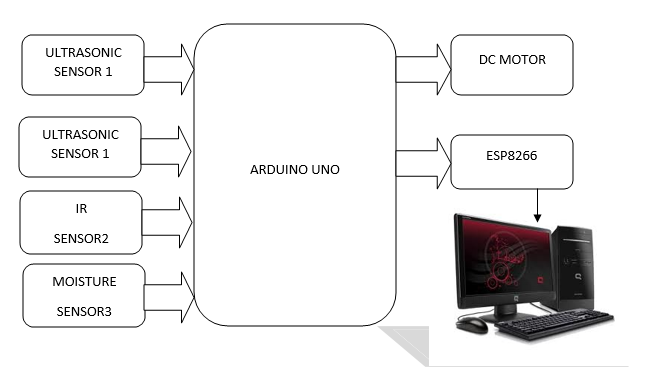 ULTRASONIC
SENSOR 1
ULTRASONIC
SENSOR 1
IR
SENSOR2
MOISTURE
SENSOR3
ARDUINO UNO
DC MOTOR
ESP8266